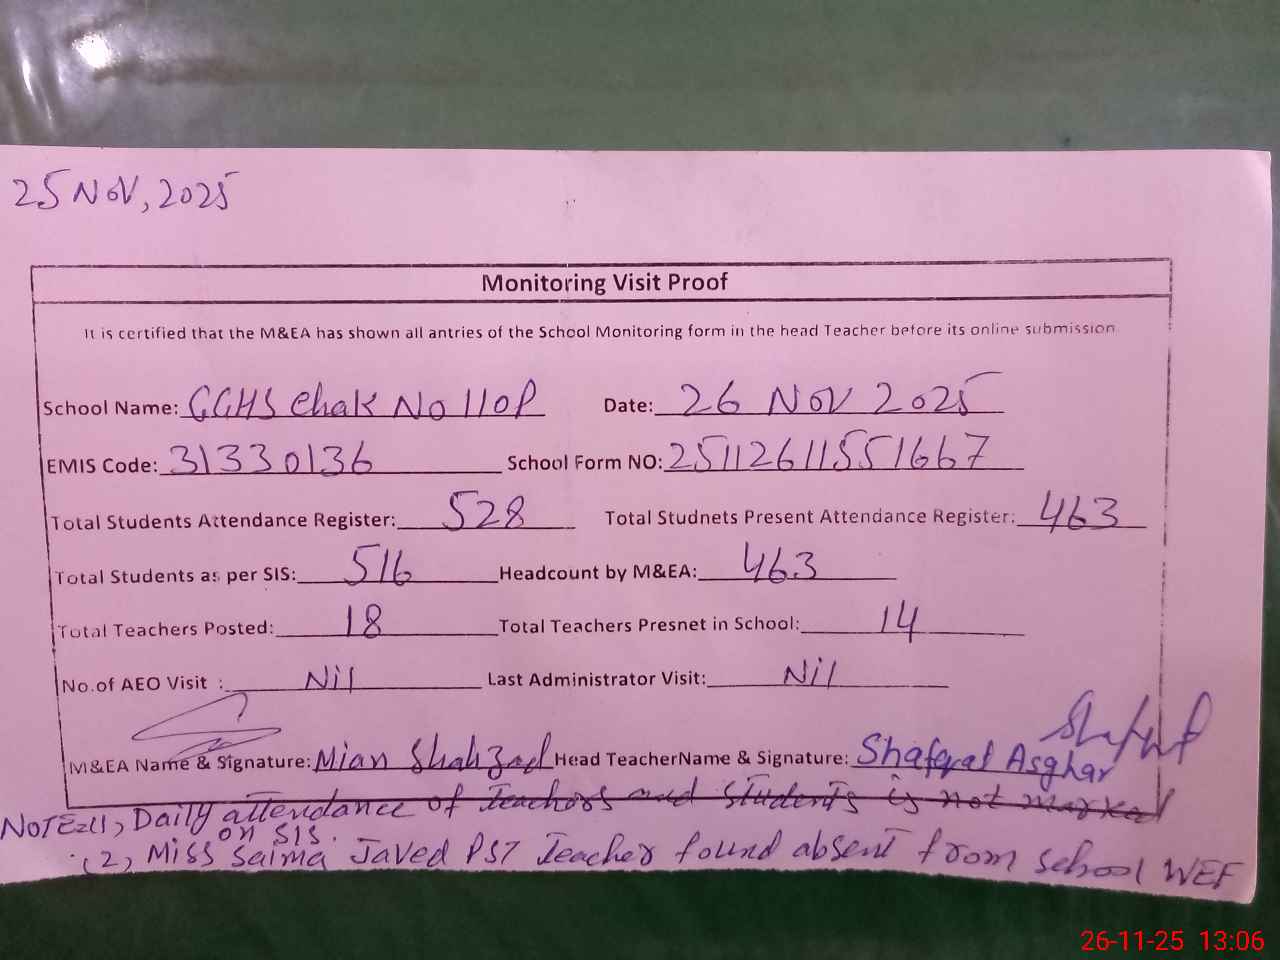 25 Nov, 2025
Monitoring Visit Proof
It is certified that the M&EA has shown all antries of the School Monitoring form in the head Teacher before its online submission
School Name: GGHS Chak No 110P Date: 26 Nov 2025
EMIS Code: 31330136 School Form NO: 25112611551667
Total Students Attendance Register: 528 Total Studnets Present Attendance Register: 463
Total Students as per SIS: 516 Headcount by M&EA: 463
Total Teachers Posted: 18 Total Teachers Presnet in School: 14
No.of AEO Visit : Nil Last Administrator Visit: Nil
M&EA Name & Signature: Mian Shahzad Head TeacherName & Signature: Shafqat Asghar
NOTE=(1, Daily attendance of Teachers and Students is not marked
on SIS.
(2, Miss Saima Javed PST Teacher found absent from school WEF
26-11-25 13:06